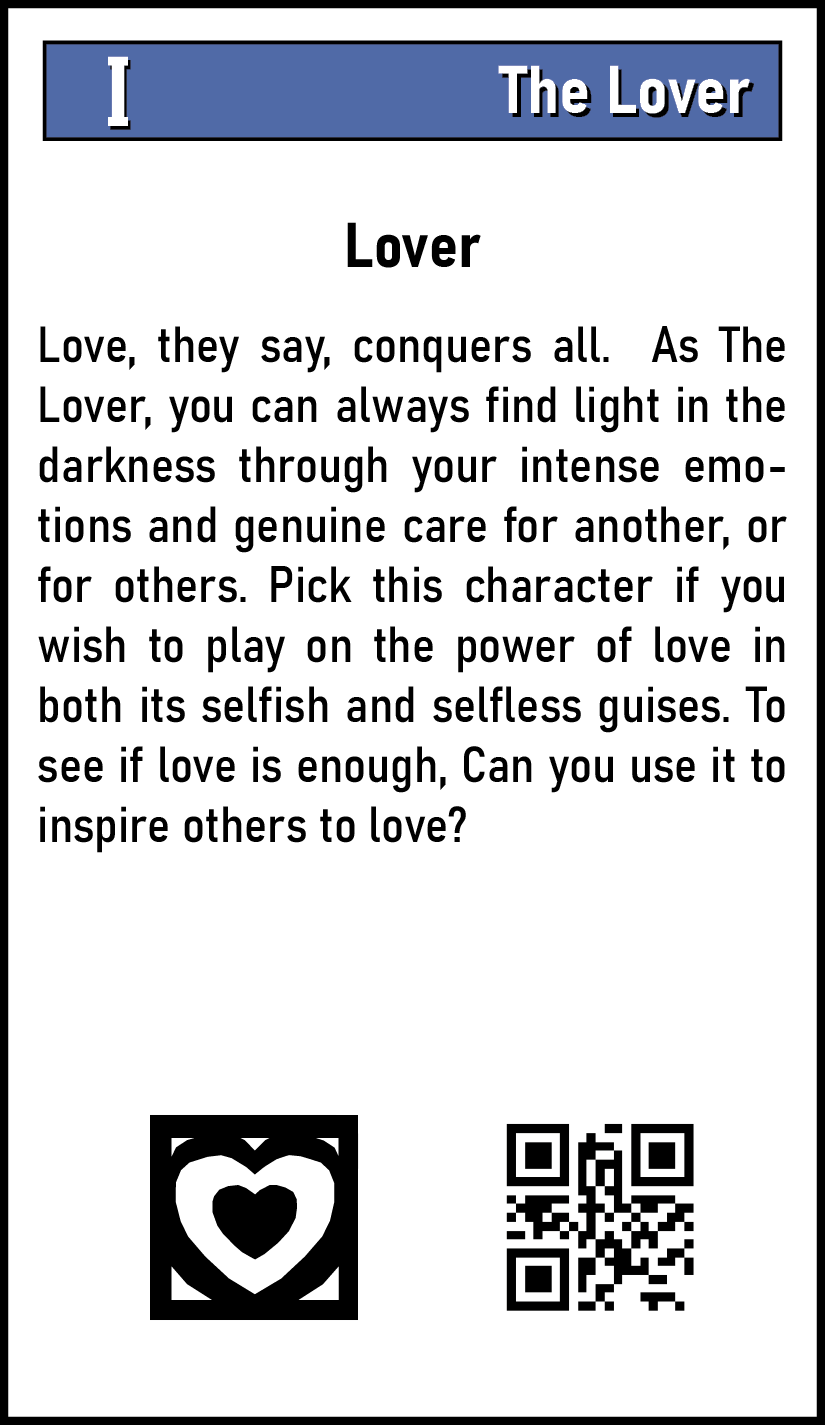 I
The Lover
Lover
Love, they say, conquers all.  As The
Lover, you can always find light in the
darkness through your intense emo-
tions and genuine care for another, or
for others. Pick this character if you
wish to play on the power of love in
both its selfish and selfless guises. To
see if love is enough, Can you use it to
inspire others to love?